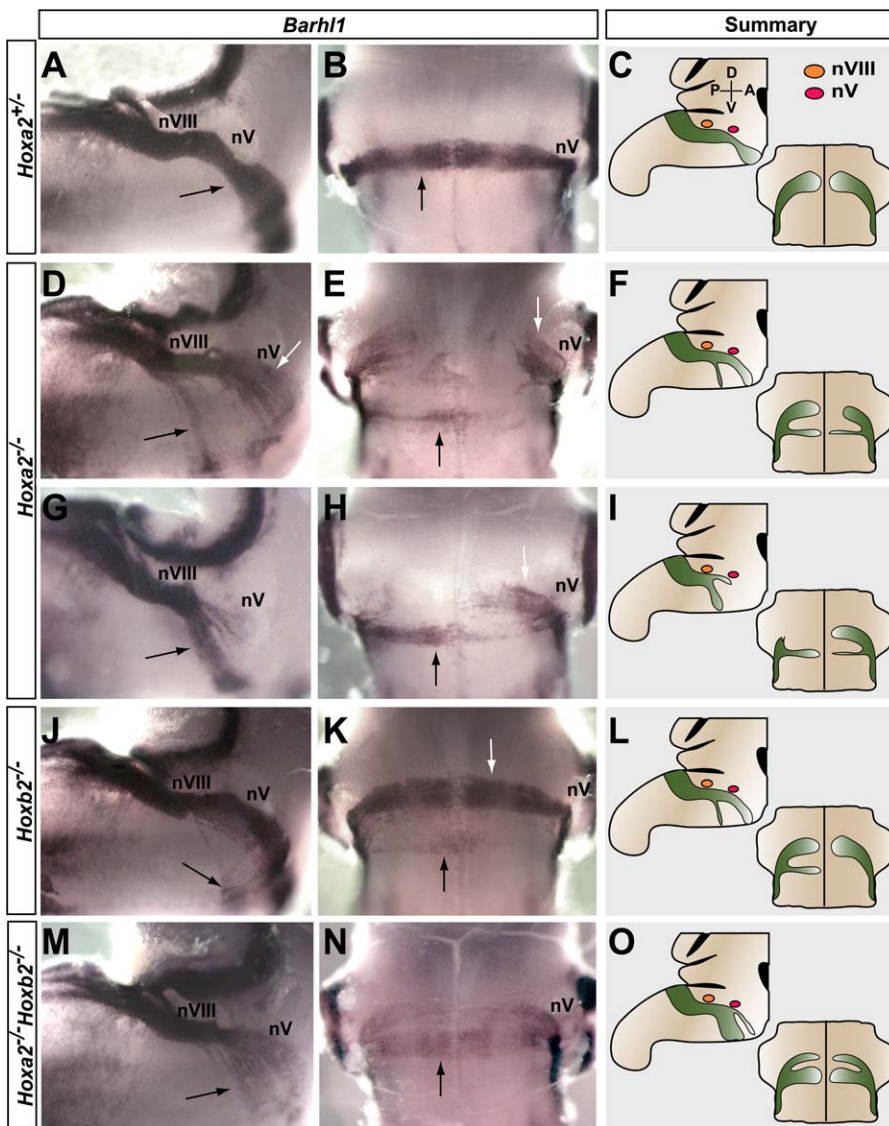 Barhl1 Summary
Hoxa2+/-
A nVIII nV
B nV
C D P A V nVIII nV
Hoxa2-/-
D nVIII nV
E nV
F
G nVIII nV
H nV
I
Hoxb2-/-
J nVIII nV
K nV
L
Hoxa2-/-Hoxb2-/-
M nVIII nV
N nV
O